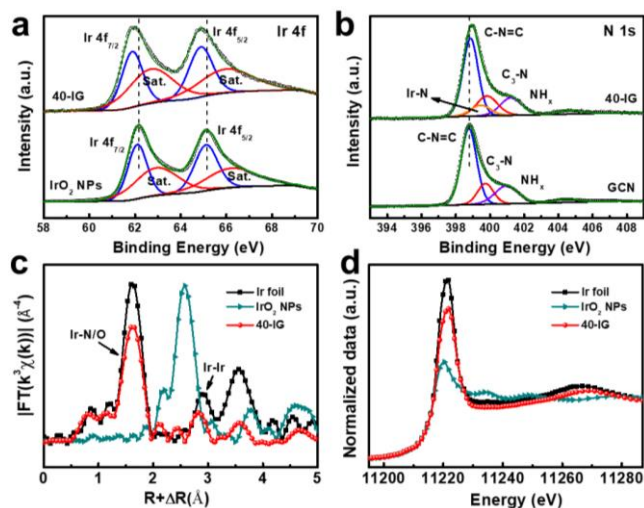 a
Ir 4f
Ir 4f7/2
Ir 4f5/2
Sat.
Sat.
40-IG
Ir 4f7/2
Ir 4f5/2
Sat.
Sat.
IrO2 NPs
Intensity (a.u.)
58 60 62 64 66 68 70
Binding Energy (eV)
b
N 1s
C-N=C
Ir-N
C3-N
NHx
40-IG
C-N=C
C3-N
NHx
GCN
Intensity (a.u.)
394 396 398 400 402 404 406 408
Binding Energy (eV)
c
Ir foil
IrO2 NPs
40-IG
Ir-N/O
Ir-Ir
|FT(k3χ(k))| (Å-4)
0 1 2 3 4 5
R+ΔR(Å)
d
Ir foil
IrO2 NPs
40-IG
Normalized data (a.u.)
11200 11220 11240 11260 11280
Energy (eV)